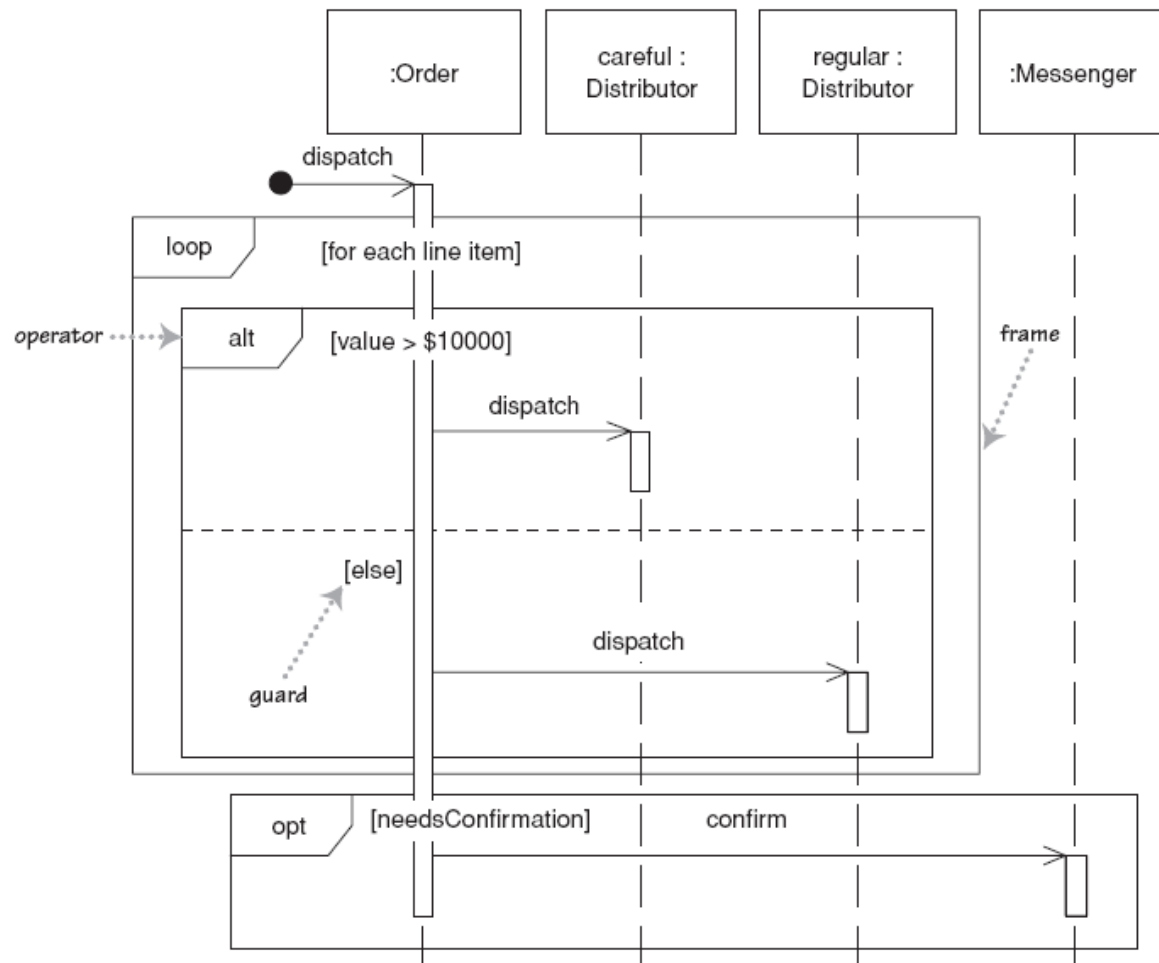 :Order
careful :
Distributor
regular :
Distributor
:Messenger
dispatch
loop
[for each line item]
operator
alt
[value > $10000]
frame
dispatch
[else]
dispatch
guard
opt
[needsConfirmation]
confirm